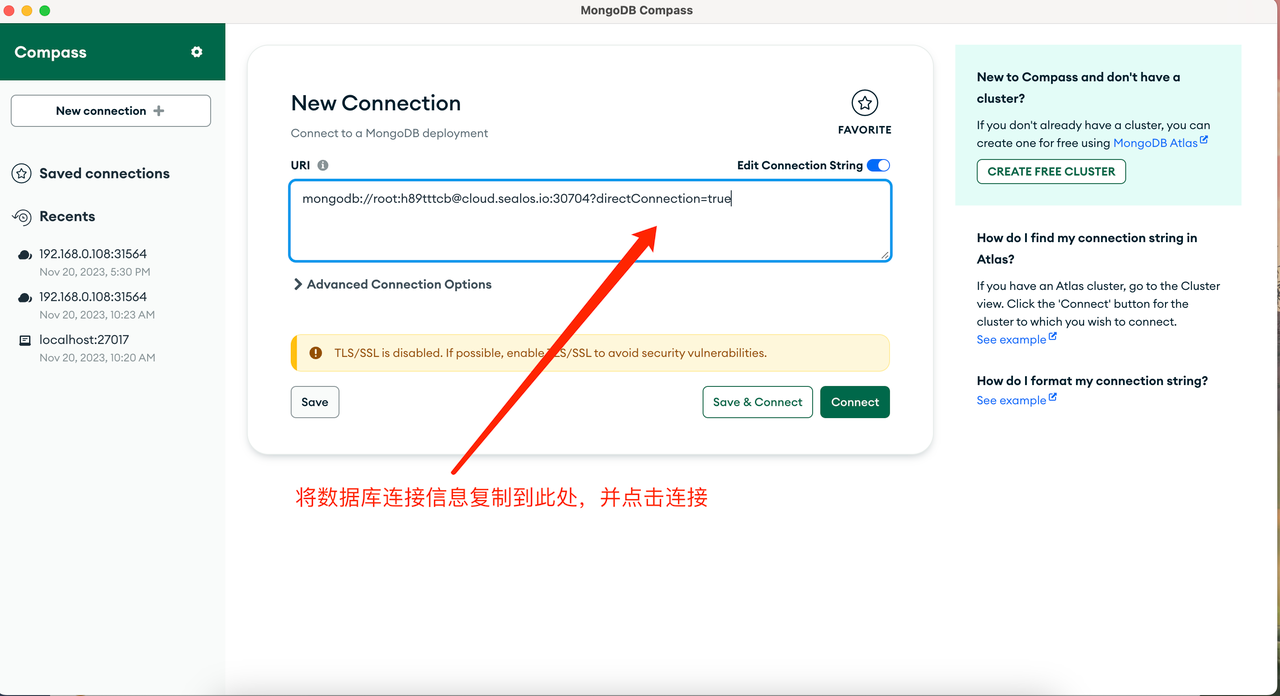 MongoDB Compass
Compass
New connection
Saved connections
Recents
192.168.0.108:31564
Nov 20, 2023, 5:30 PM
192.168.0.108:31564
Nov 20, 2023, 10:23 AM
localhost:27017
Nov 20, 2023, 10:20 AM
New Connection
Connect to a MongoDB deployment
FAVORITE
URI
Edit Connection String
mongodb://root:h89tttcb@cloud.sealos.io:30704?directConnection=true
Advanced Connection Options
TLS/SSL is disabled. If possible, enable TLS/SSL to avoid security vulnerabilities.
Save
Save & Connect
Connect
将数据库连接信息复制到此处，并点击连接
New to Compass and don't have a
cluster?
If you don't already have a cluster, you can
create one for free using MongoDB Atlas
CREATE FREE CLUSTER
How do I find my connection string in
Atlas?
If you have an Atlas cluster, go to the Cluster
view. Click the 'Connect' button for the
cluster to which you wish to connect.
See example
How do I format my connection string?
See example